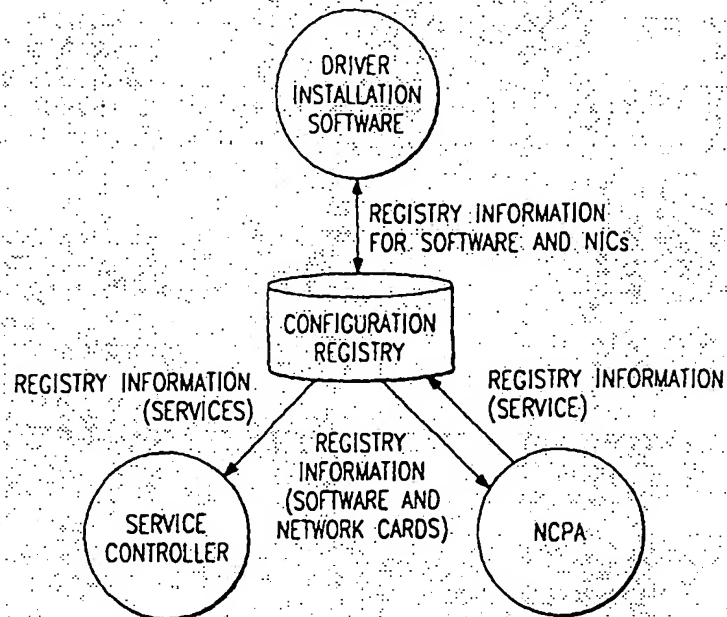 DRIVER
INSTALLATION
SOFTWARE
REGISTRY INFORMATION
FOR SOFTWARE AND NICs
CONFIGURATION
REGISTRY
REGISTRY INFORMATION
(SERVICES)
REGISTRY INFORMATION
(SERVICE)
REGISTRY
INFORMATION
(SOFTWARE AND
NETWORK CARDS)
SERVICE
CONTROLLER
NCPA